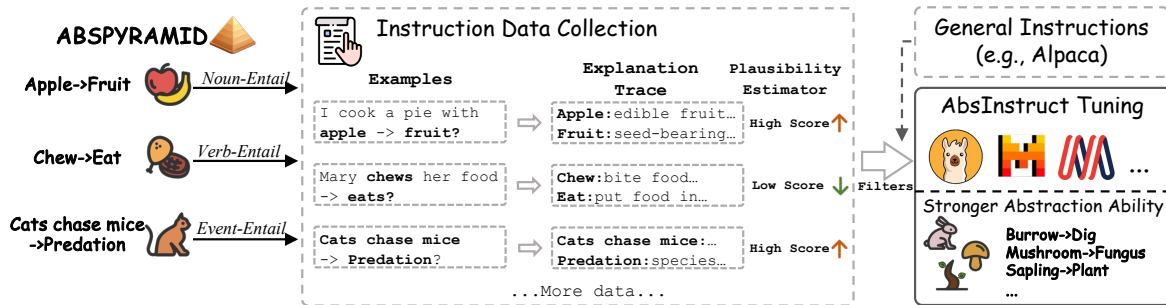 ABSPYRAMID
Apple->Fruit
Noun-Entail
Chew->Eat
Verb-Entail
Cats chase mice
->Predation
Event-Entail
Instruction Data Collection
Examples
Explanation
Trace
Plausibility
Estimator
I cook a pie with
apple -> fruit?
Apple:edible fruit…
Fruit:seed-bearing…
High Score
Mary chews her food
-> eats?
Chew:bite food…
Eat:put food in…
Low Score
Cats chase mice
-> Predation?
Cats chase mice:…
Predation:species…
High Score
...More data...
Filters
General Instructions
(e.g., Alpaca)
AbsInstruct Tuning
...
Stronger Abstraction Ability
Burrow->Dig
Mushroom->Fungus
Sapling->Plant
...